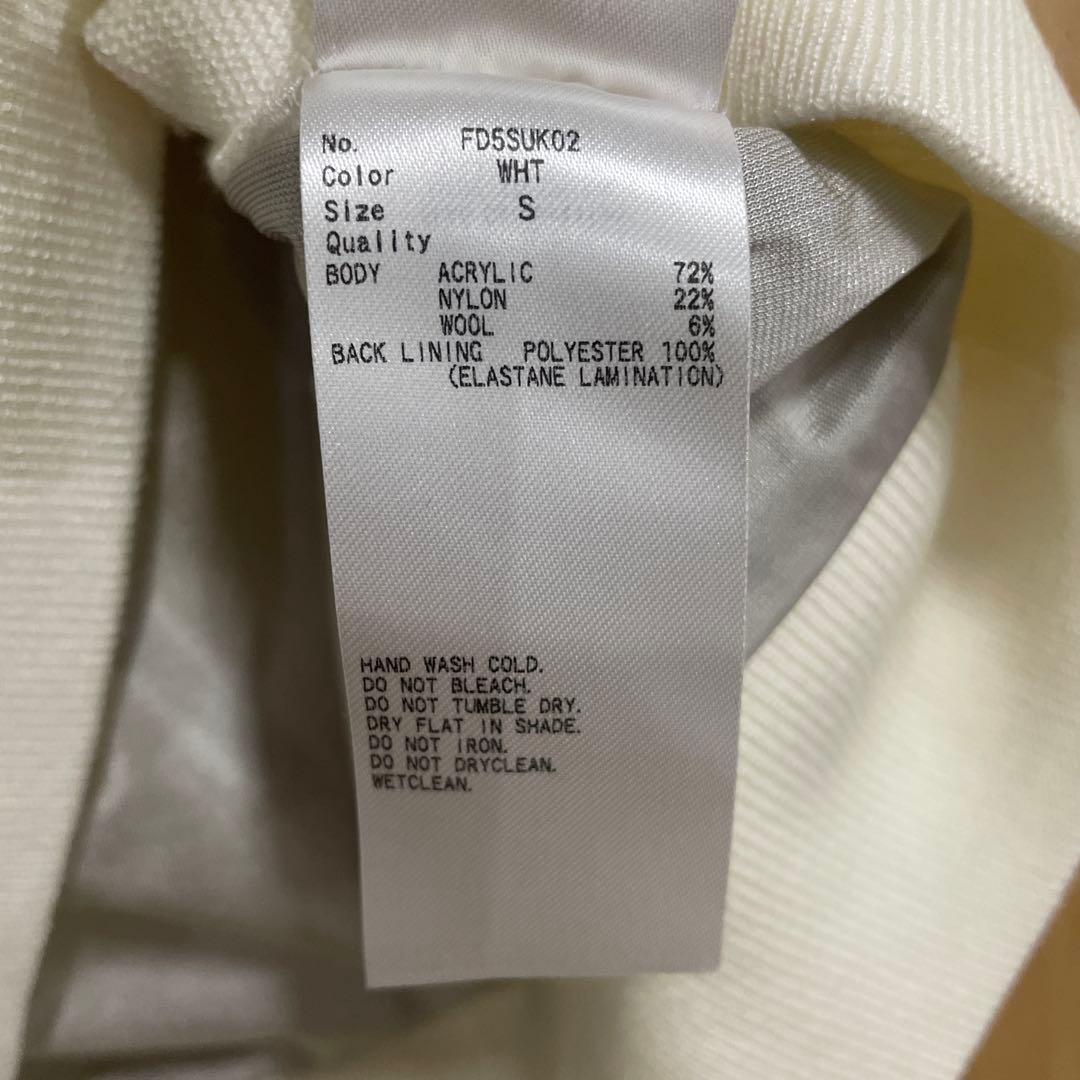 No. FD5SUK02
Color WHT
Size S
Quality
BODY ACRYLIC 72%
NYLON 22%
WOOL 6%
BACK LINING POLYESTER 100%
(ELASTANE LAMINATION)
HAND WASH COLD.
DO NOT BLEACH.
DO NOT TUMBLE DRY.
DRY FLAT IN SHADE.
DO NOT IRON.
DO NOT DRYCLEAN.
WETCLEAN.